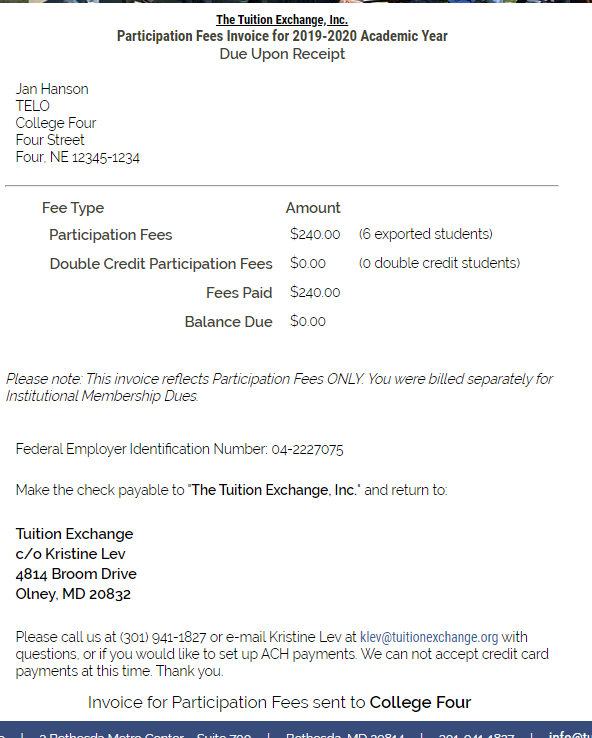 The Tuition Exchange, Inc.
Participation Fees Invoice for 2019-2020 Academic Year
Due Upon Receipt
Jan Hanson
TELO
College Four
Four Street
Four, NE 12345-1234
Fee Type Amount
Participation Fees $240.00 (6 exported students)
Double Credit Participation Fees $0.00 (0 double credit students)
Fees Paid $240.00
Balance Due $0.00
Please note: This invoice reflects Participation Fees ONLY. You were billed separately for
Institutional Membership Dues.
Federal Employer Identification Number: 04-2227075
Make the check payable to "The Tuition Exchange, Inc." and return to:
Tuition Exchange
c/o Kristine Lev
4814 Broom Drive
Olney, MD 20832
Please call us at (301) 941-1827 or e-mail Kristine Lev at klev@tuitionexchange.org with
questions, or if you would like to set up ACH payments. We can not accept credit card
payments at this time. Thank you.
Invoice for Participation Fees sent to College Four
| 3 Bethesda Metro Center - Suite 700 | Bethesda, MD 20814 | 301-941-1827 |